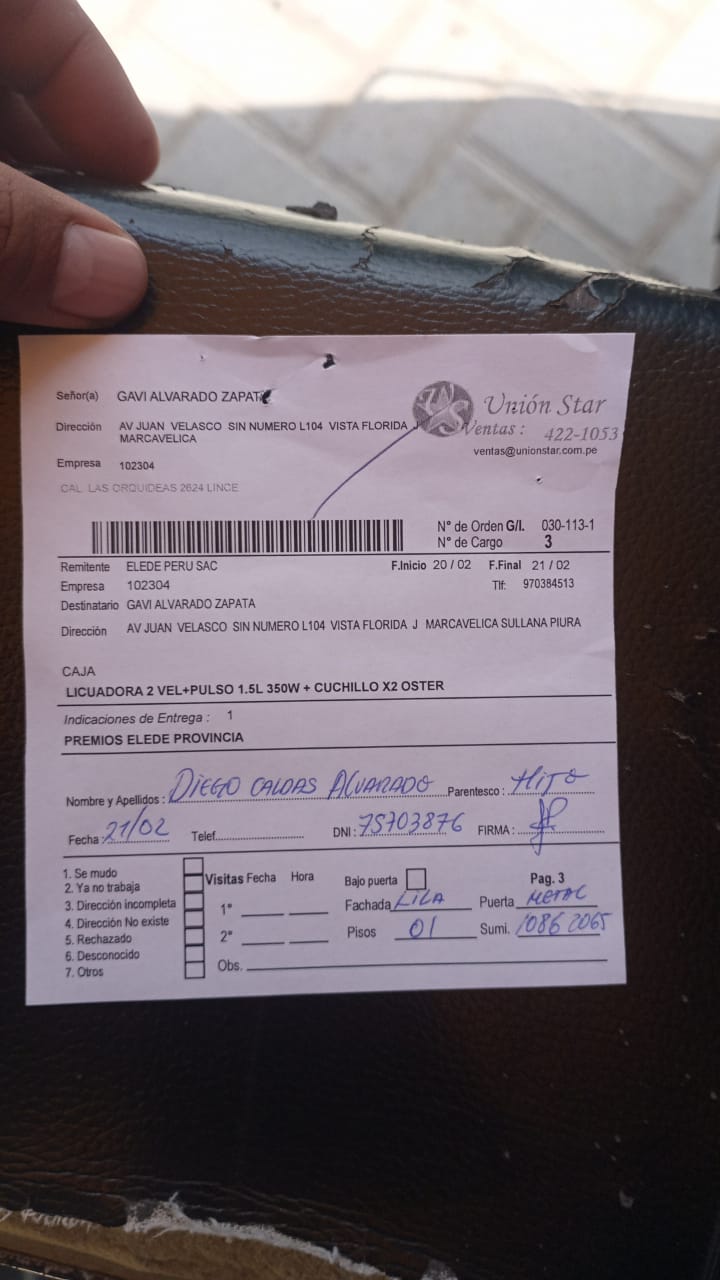 Señor(a) GAVI ALVARADO ZAPATA
Dirección AV JUAN VELASCO SIN NUMERO L104 VISTA FLORIDA J
MARCAVELICA
Empresa 102304
CAL. LAS ORQUIDEAS 2624 LINCE
Unión Star
Ventas : 422-1053
ventas@unionstar.com.pe
N° de Orden G/I. 030-113-1
N° de Cargo 3
Remitente ELEDE PERU SAC F.Inicio 20 / 02 F.Final 21 / 02
Empresa 102304 Tlf: 970384513
Destinatario GAVI ALVARADO ZAPATA
Dirección AV JUAN VELASCO SIN NUMERO L104 VISTA FLORIDA J MARCAVELICA SULLANA PIURA
CAJA
LICUADORA 2 VEL+PULSO 1.5L 350W + CUCHILLO X2 OSTER
Indicaciones de Entrega : 1
PREMIOS ELEDE PROVINCIA
Nombre y Apellidos : DIEGO CALDAS ALVARADO Parentesco : HIJO
Fecha : 21/02 Telef. DNI : 75703876 FIRMA :
1. Se mudo
2. Ya no trabaja
3. Dirección incompleta
4. Dirección No existe
5. Rechazado
6. Desconocido
7. Otros
Visitas Fecha Hora
1°
2°
Obs.
Bajo puerta Pag. 3
Fachada LILA Puerta METAL
Pisos 01 Sumi. 10862065